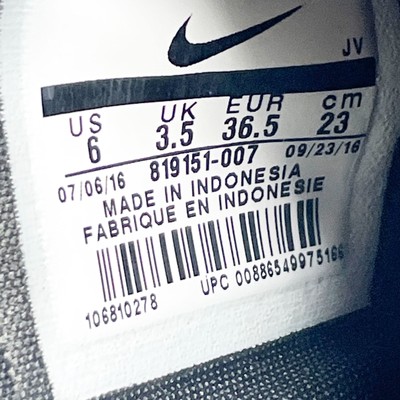 JV
US UK EUR cm
6 3.5 36.5 23
819151-007
07/06/16 09/23/16
MADE IN INDONESIA
FABRIQUE EN INDONESIE
106810278 UPC 00886549975166